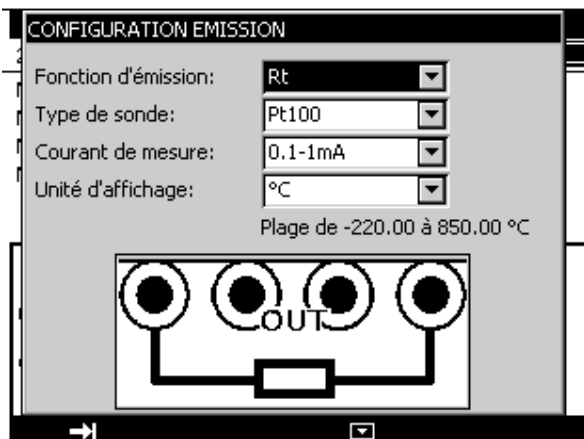 CONFIGURATION EMISSION
Fonction d'émission: Rt
Type de sonde: Pt100
Courant de mesure: 0.1-1mA
Unité d'affichage: °C
Plage de -220.00 à 850.00 °C
OUT